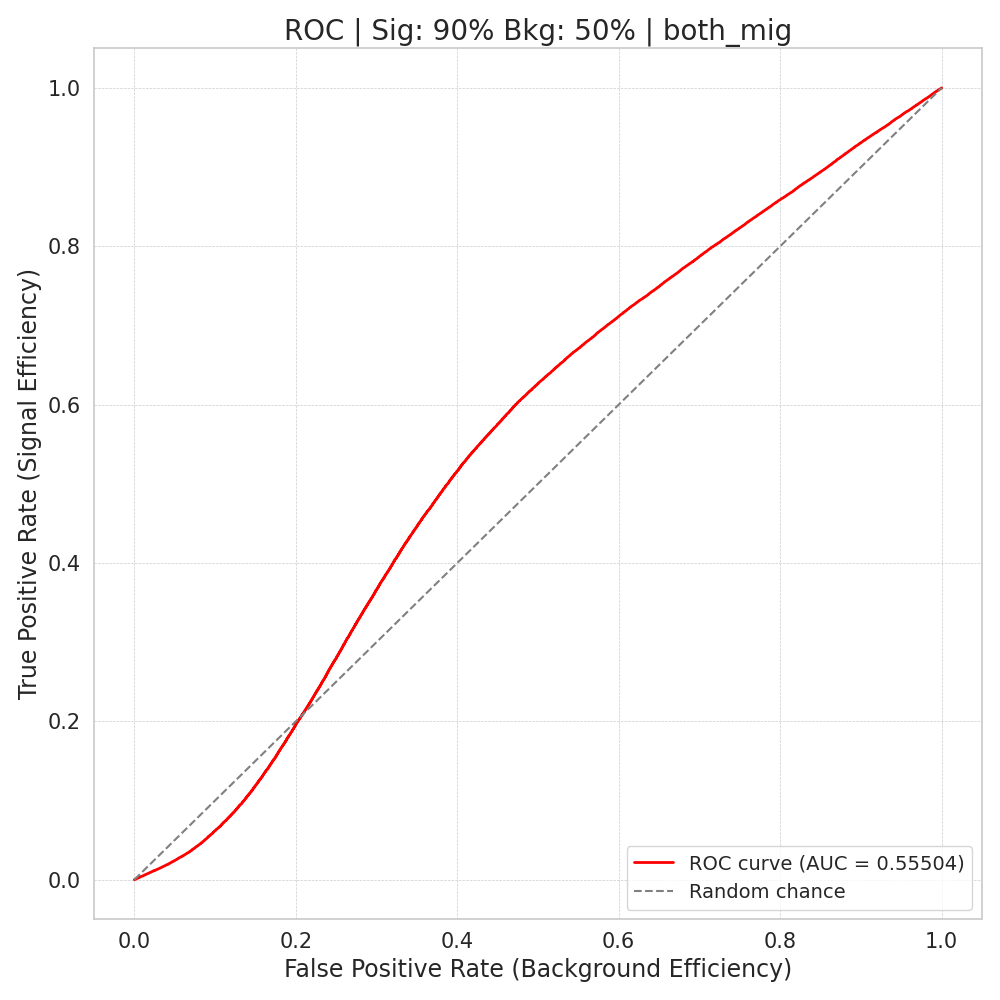 ROC | Sig: 90% Bkg: 50% | both_mig
True Positive Rate (Signal Efficiency)
1.0
0.8
0.6
0.4
0.2
0.0
ROC curve (AUC = 0.55504)
Random chance
0.0 0.2 0.4 0.6 0.8 1.0
False Positive Rate (Background Efficiency)